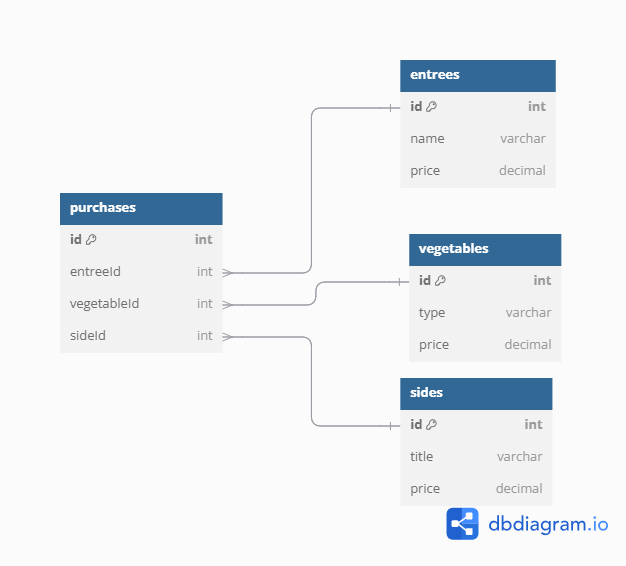 entrees
id int
name varchar
price decimal
purchases
id int
entreeId int
vegetableId int
sideId int
vegetables
id int
type varchar
price decimal
sides
id int
title varchar
price decimal
dbdiagram.io